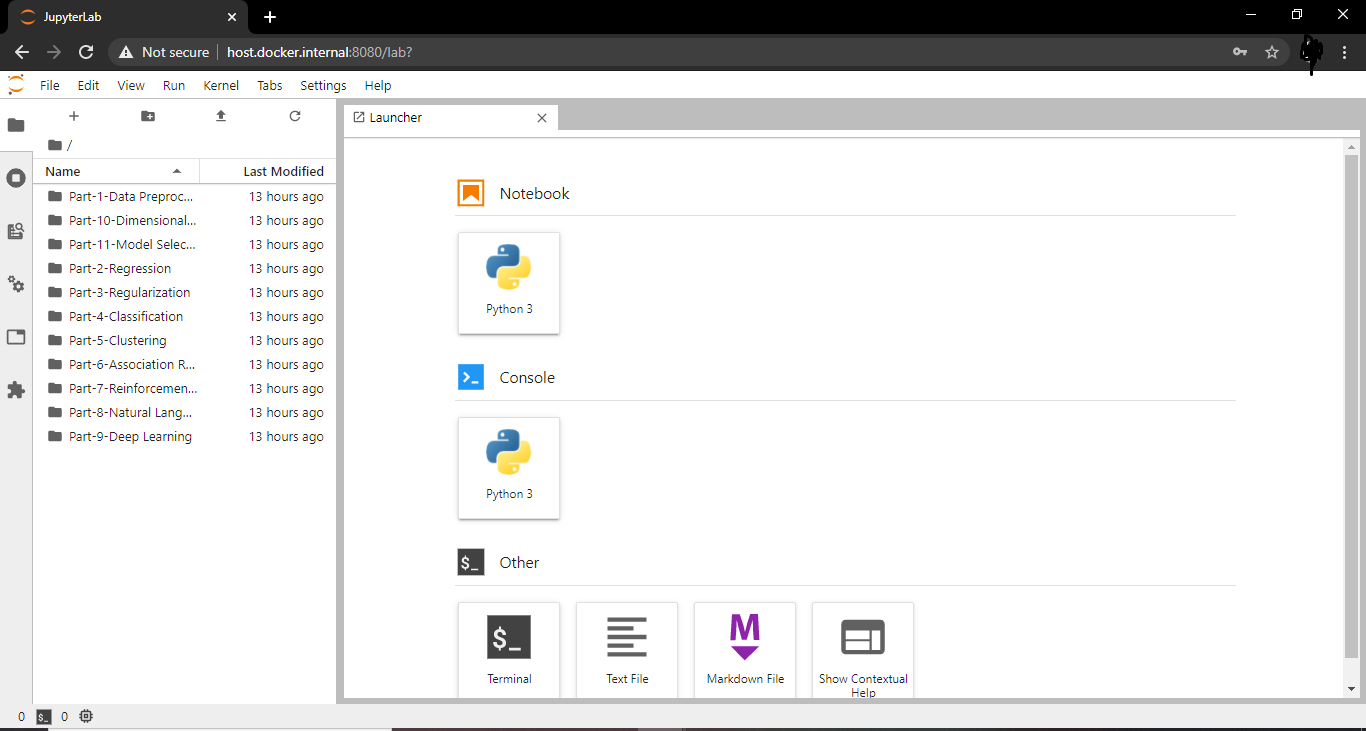 JupyterLab
Not secure
host.docker.internal:8080/lab?
File Edit View Run Kernel Tabs Settings Help
/
Name Last Modified
Part-1-Data Preproc... 13 hours ago
Part-10-Dimensional... 13 hours ago
Part-11-Model Selec... 13 hours ago
Part-2-Regression 13 hours ago
Part-3-Regularization 13 hours ago
Part-4-Classification 13 hours ago
Part-5-Clustering 13 hours ago
Part-6-Association R... 13 hours ago
Part-7-Reinforcemen... 13 hours ago
Part-8-Natural Lang... 13 hours ago
Part-9-Deep Learning 13 hours ago
Launcher
Notebook
Python 3
Console
Python 3
$_ Other
$_
Terminal
Text File
M
Markdown File
Show Contextual
Help
0 $_ 0